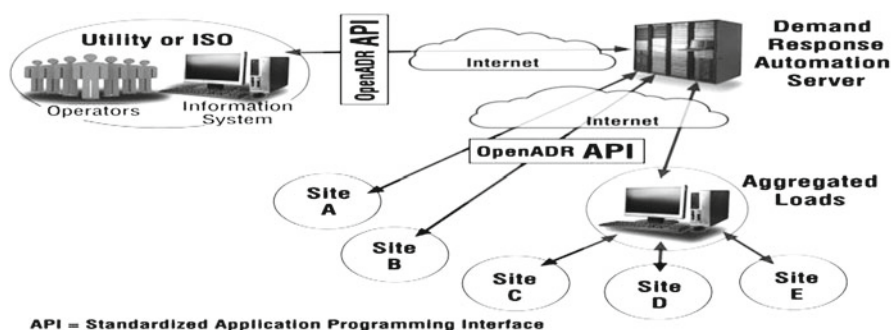 Utility or ISO
Operators
Information
System
OpenADR API
Internet
Demand
Response
Automation
Server
Internet
OpenADR API
Site
A
Site
B
Aggregated
Loads
Site
C
Site
D
Site
E
API = Standardized Application Programming Interface